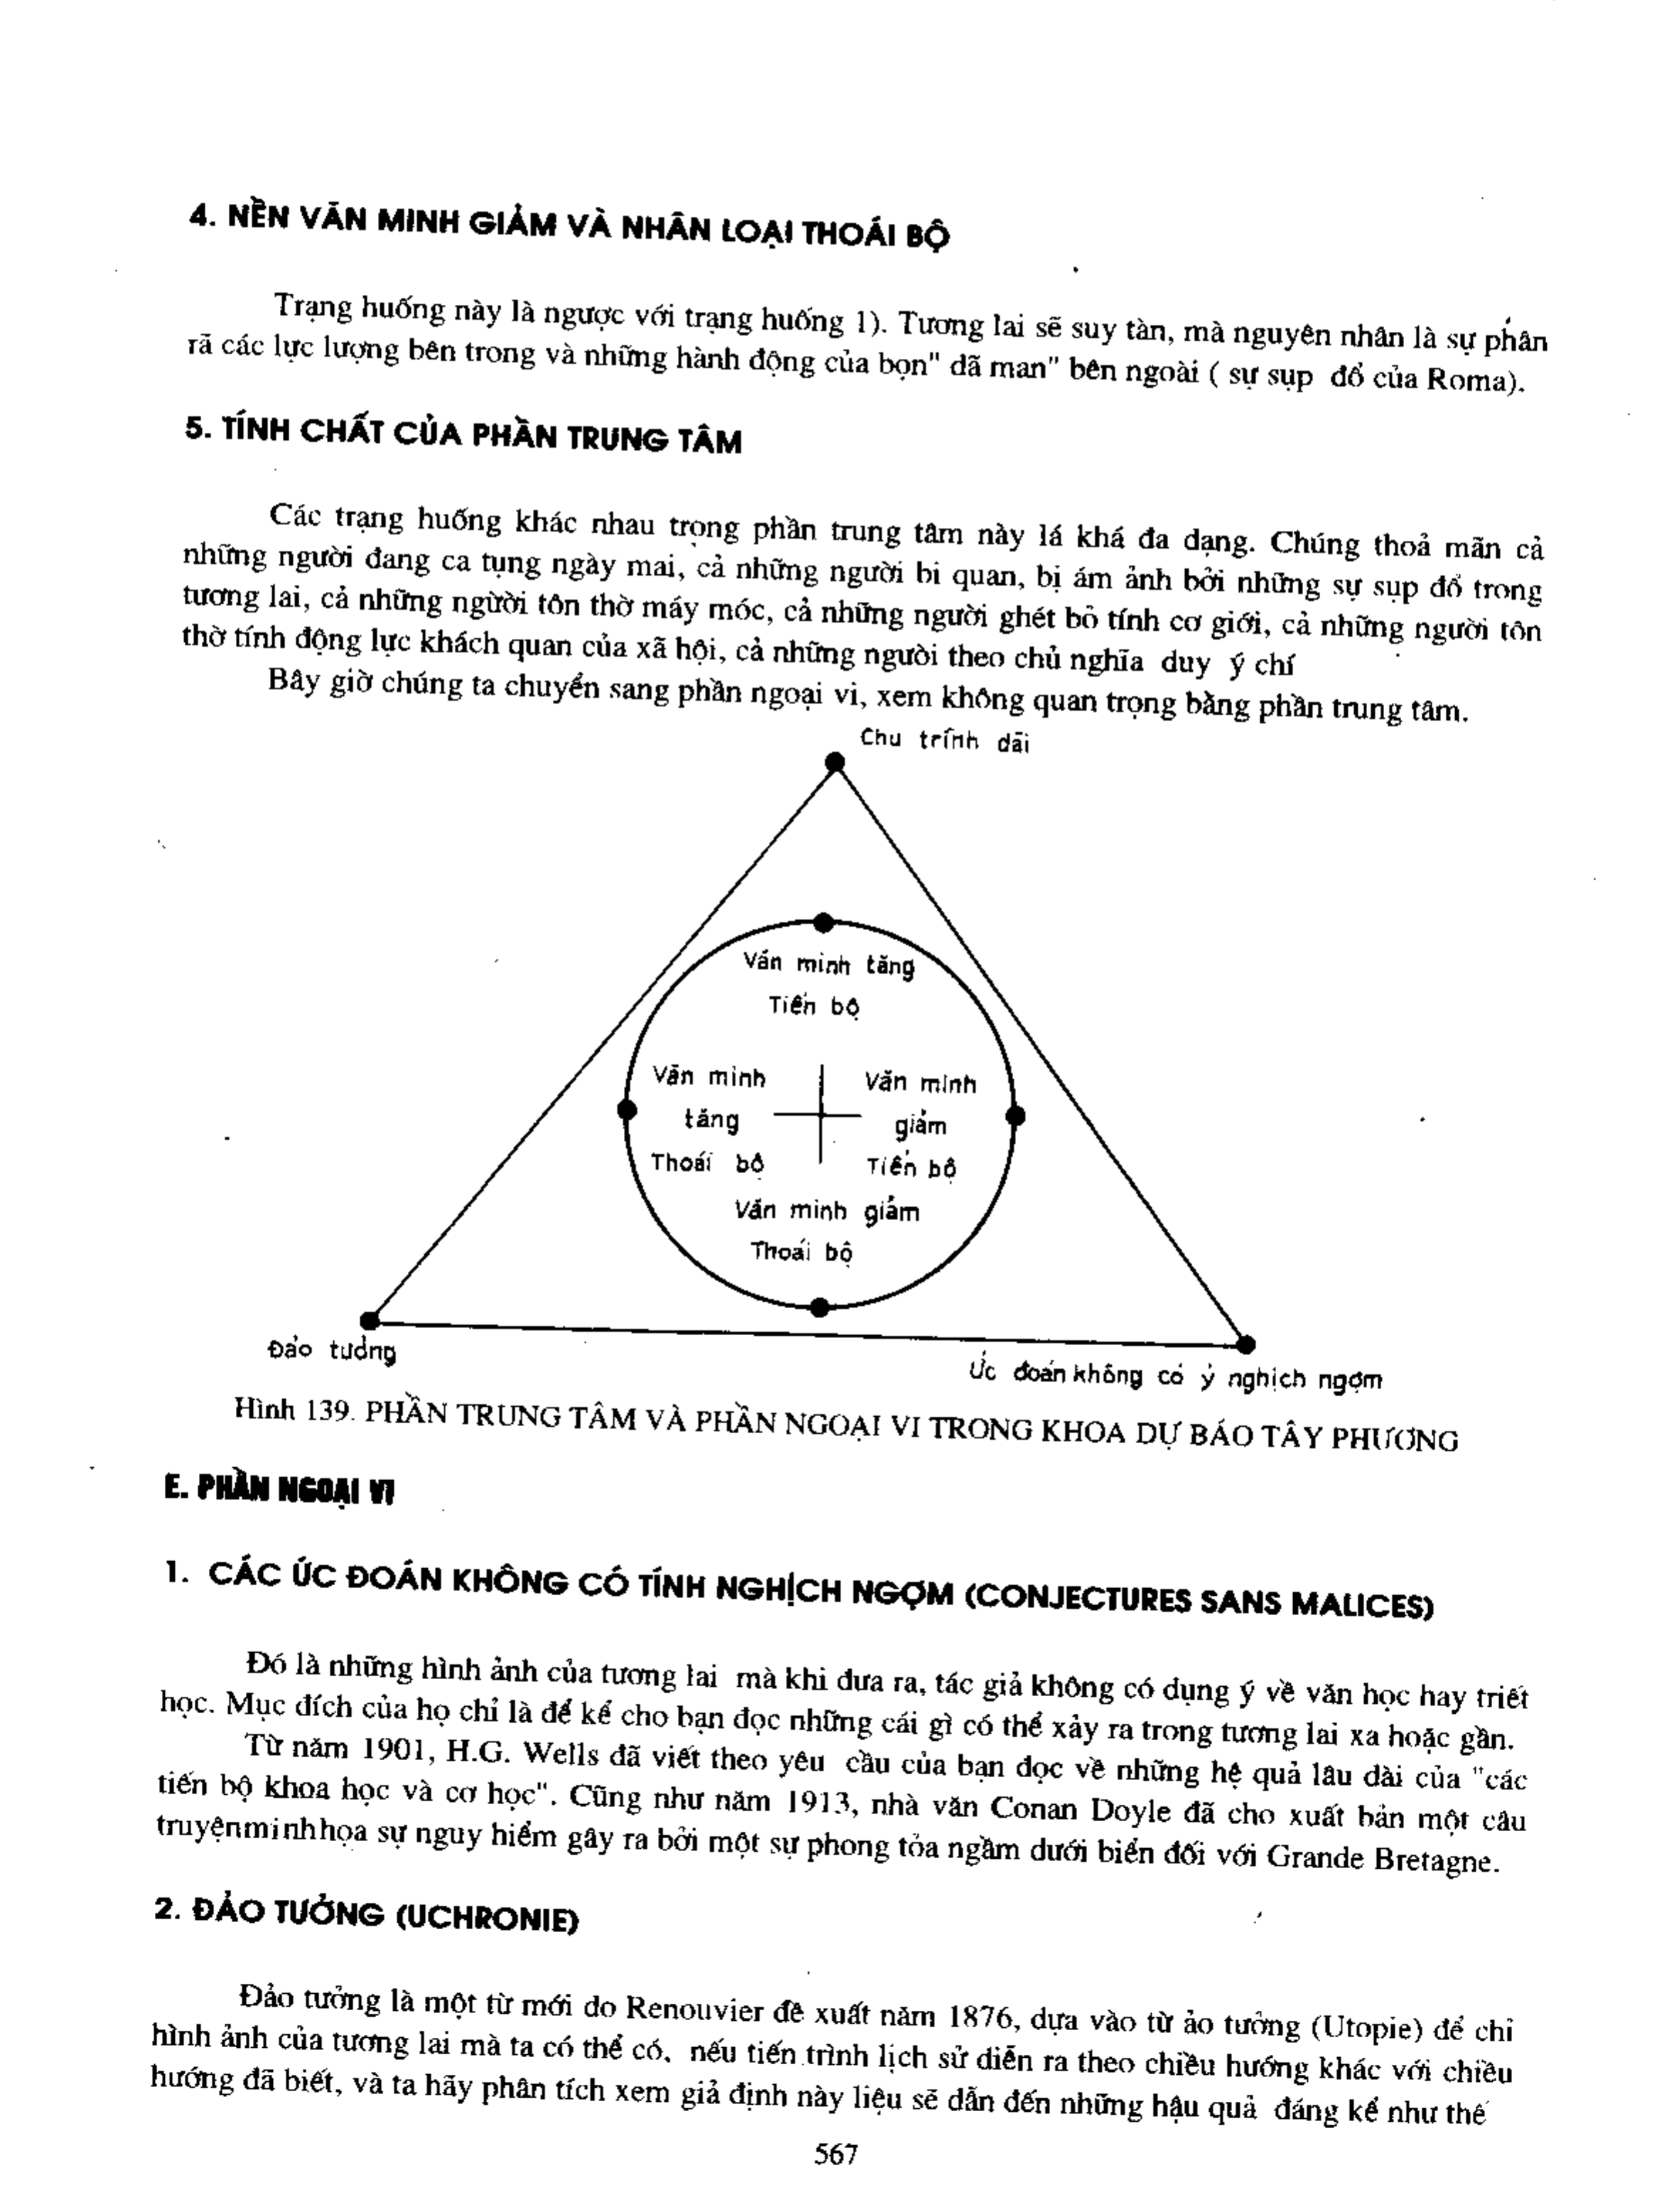 4. NỀN VĂN MINH GIẢM VÀ NHÂN LOẠI THOÁI BỘ
Trạng huống này là ngược với trạng huống 1). Tương lai sẽ suy tàn, mà nguyên nhân là sự phân
rã các lực lượng bên trong và những hành động của bọn" dã man" bên ngoài ( sự sụp đổ của Roma).
5. TÍNH CHẤT CỦA PHẦN TRUNG TÂM
Các trạng huống khác nhau trong phần trung tâm này lá khá đa dạng. Chúng thoả mãn cả
những người đang ca tụng ngày mai, cả những người bi quan, bị ám ảnh bởi những sự sụp đổ trong
tương lai, cả những ngừời tôn thờ máy móc, cả những người ghét bỏ tính cơ giới, cả những người tôn
thờ tính động lực khách quan của xã hội, cả những người theo chủ nghĩa duy ý chí
Bây giờ chúng ta chuyển sang phần ngoại vi, xem không quan trọng bằng phần trung tâm.
Chu trình dài
Văn minh tăng
Tiến bộ
Văn minh
tăng
Thoái bộ
Văn minh
giảm
Tiến bộ
Văn minh giảm
Thoái bộ
Đảo tưởng
Ức đoán không có ý nghịch ngợm
Hình 139. PHẦN TRUNG TÂM VÀ PHẦN NGOẠI VI TRONG KHOA DỰ BÁO TÂY PHƯƠNG
E. PHẦN NGOẠI VI
1. CÁC ỨC ĐOÁN KHÔNG CÓ TÍNH NGHỊCH NGỢM (CONJECTURES SANS MALICES)
Đó là những hình ảnh của tương lai mà khi đưa ra, tác giả không có dụng ý về văn học hay triết
học. Mục đích của họ chỉ là để kể cho bạn đọc những cái gì có thể xảy ra trong tương lai xa hoặc gần.
Từ năm 1901, H.G. Wells đã viết theo yêu cầu của bạn đọc về những hệ quả lâu dài của "các
tiến bộ khoa học và cơ học". Cũng như năm 1913, nhà văn Conan Doyle đã cho xuất bản một câu
truyệnminhhọa sự nguy hiểm gây ra bởi một sự phong tỏa ngầm dưới biển đối với Grande Bretagne.
2. ĐẢO TƯỞNG (UCHRONIE)
Đảo tưởng là một từ mới do Renouvier đề xuất năm 1876, dựa vào từ ảo tưởng (Utopie) để chỉ
hình ảnh của tương lai mà ta có thể có, nếu tiến trình lịch sử diễn ra theo chiều hướng khác với chiều
hướng đã biết, và ta hãy phân tích xem giả định này liệu sẽ dẫn đến những hậu quả đáng kể như thế
567